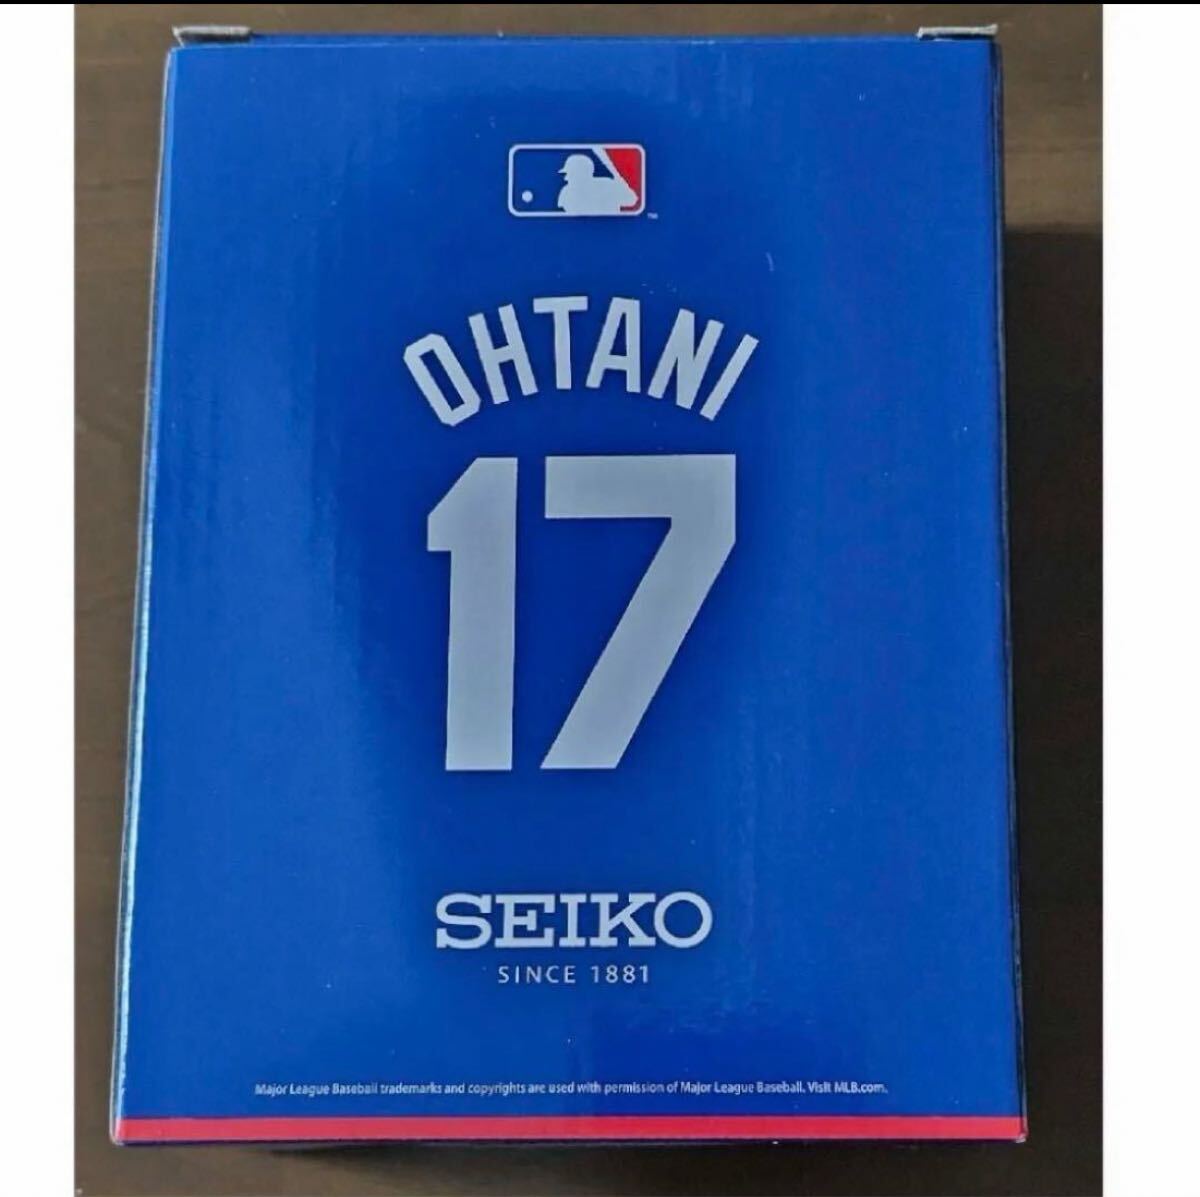 OHTANI
17
SEIKO
SINCE 1881
Major League Baseball trademarks and copyrights are used with permission of Major League Baseball. Visit MLB.com.